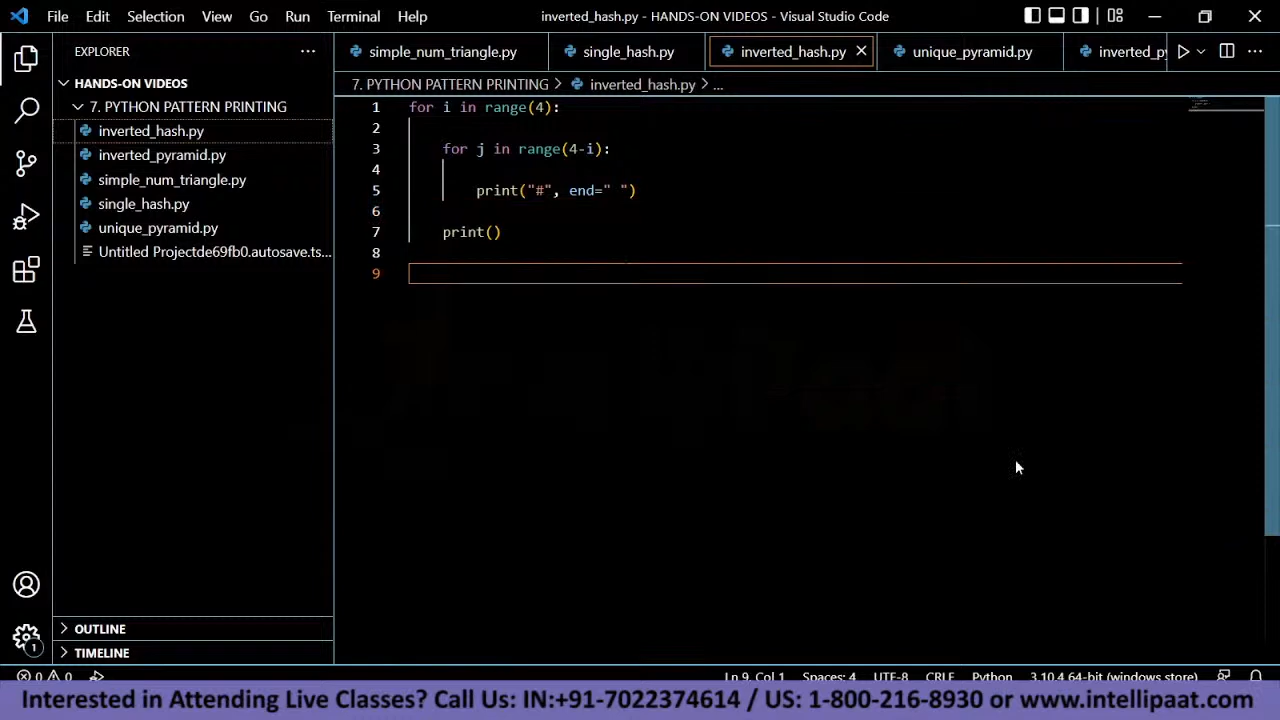 File Edit Selection View Go Run Terminal Help inverted_hash.py - HANDS-ON VIDEOS - Visual Studio Code
EXPLORER ...
simple_num_triangle.py single_hash.py inverted_hash.py unique_pyramid.py inverted_py
HANDS-ON VIDEOS
7. PYTHON PATTERN PRINTING
inverted_hash.py
inverted_pyramid.py
simple_num_triangle.py
single_hash.py
unique_pyramid.py
Untitled Projectde69fb0.autosave.ts...
7. PYTHON PATTERN PRINTING > inverted_hash.py > ...
1 for i in range(4):
2
3 for j in range(4-i):
4
5 print("#", end=" ")
6
7 print()
8
9
OUTLINE
TIMELINE
1
0 0 Ln 9, Col 1 Spaces: 4 UTF-8 CRLF Python 3.10.4 64-bit (windows store)
Interested in Attending Live Classes? Call Us: IN:+91-7022374614 / US: 1-800-216-8930 or www.intellipaat.com